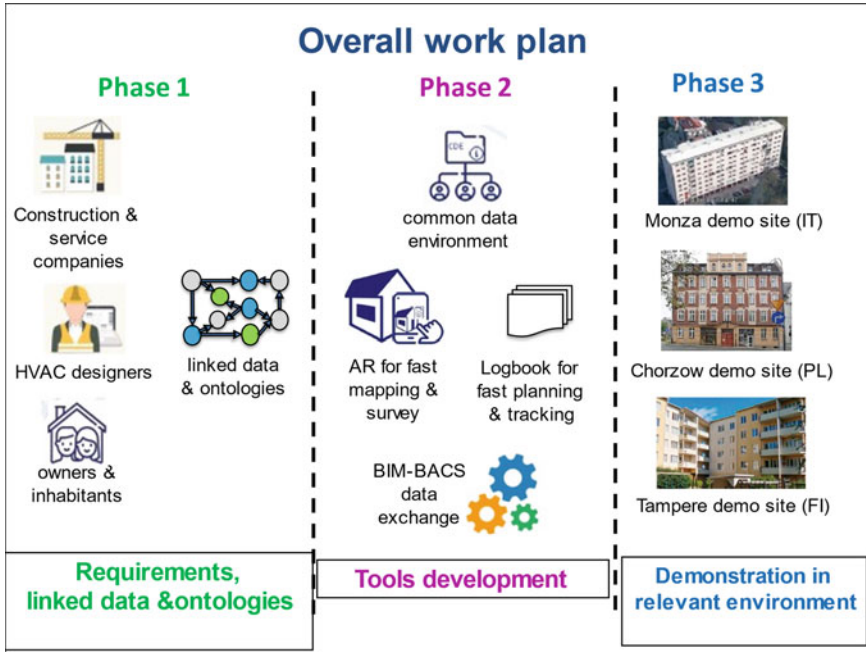 Overall work plan
Phase 1
Construction &
service
companies
HVAC designers
owners &
inhabitants
linked data
& ontologies
Requirements,
linked data &ontologies
Phase 2
CDE
common data
environment
AR for fast
mapping &
survey
Logbook for
fast planning
& tracking
BIM-BACS
data
exchange
Tools development
Phase 3
Monza demo site (IT)
Chorzow demo site (PL)
Tampere demo site (FI)
Demonstration in
relevant environment